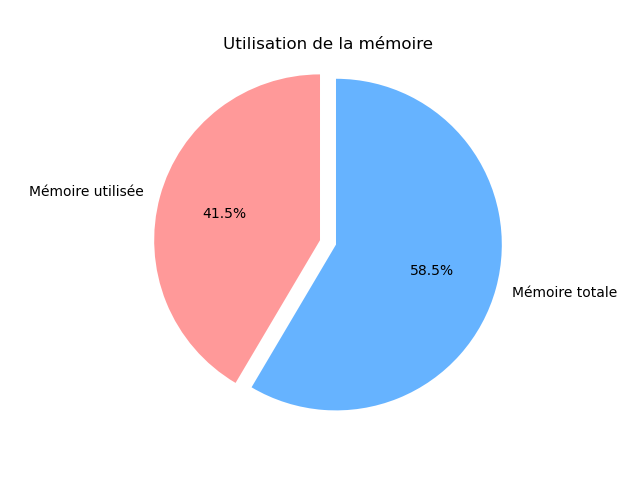 Utilisation de la mémoire
Mémoire utilisée
41.5%
58.5%
Mémoire totale